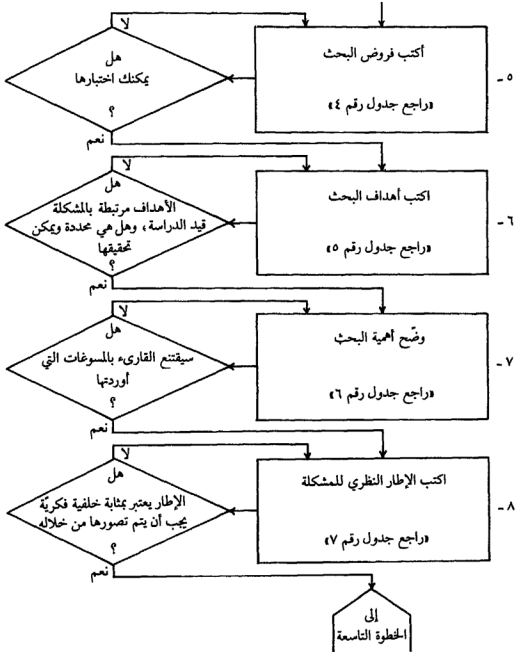 ٥ -
أكتب فروض البحث
«راجع جدول رقم ٤»
لا
هل
يمكنك اختبارها
؟
نعم
٦ -
اكتب أهداف البحث
«راجع جدول رقم ٥»
لا
هل
الأهداف مرتبطة بالمشكلة
قيد الدراسة، وهل هي محددة ويمكن
تحقيقها
؟
نعم
٧ -
وضّح أهمية البحث
«راجع جدول رقم ٦»
لا
هل
سيقتنع القارىء بالمسوغات التي
أوردتها
؟
نعم
٨ -
اكتب الإطار النظري للمشكلة
«راجع جدول رقم ٧»
لا
هل
الإطار يعتبر بمثابة خلفية فكريّة
يجب أن يتم تصورها من خلاله
؟
نعم
إلى
الخطوة التاسعة